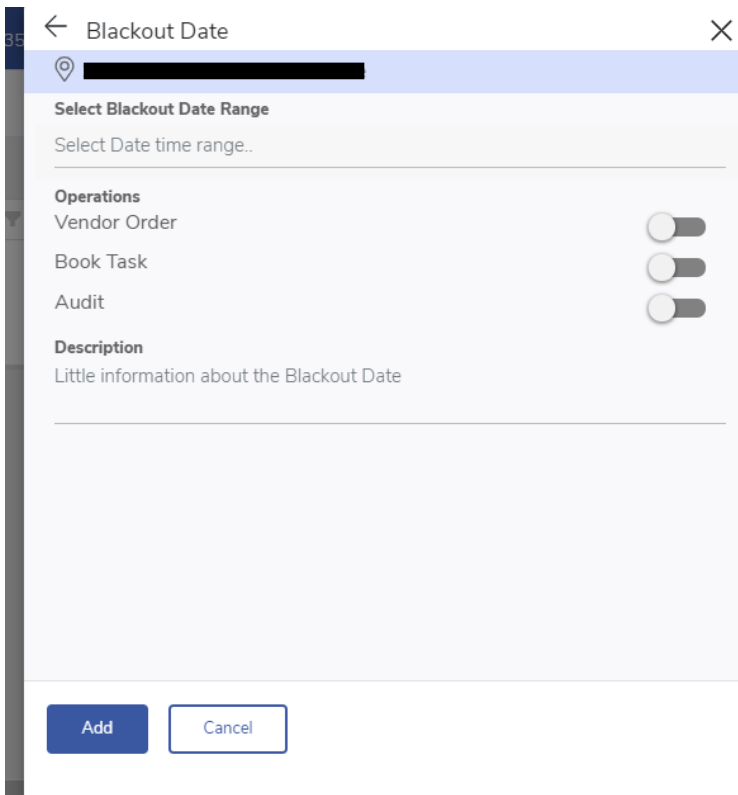 35
Blackout Date
Select Blackout Date Range
Select Date time range..
Operations
Vendor Order
Book Task
Audit
Description
Little information about the Blackout Date
Add
Cancel